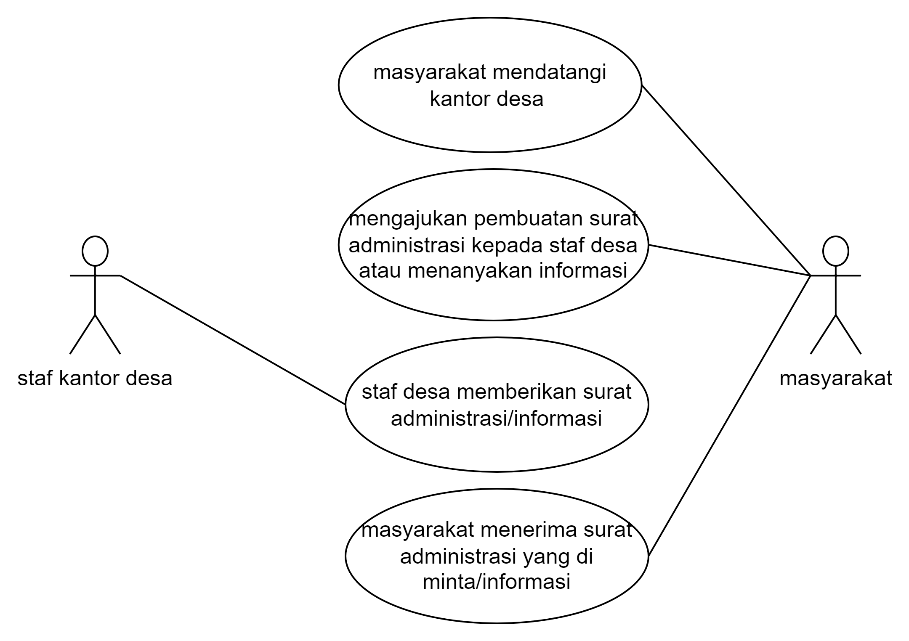 masyarakat mendatangi
kantor desa
mengajukan pembuatan surat
administrasi kepada staf desa
atau menanyakan informasi
staf kantor desa
masyarakat
staf desa memberikan surat
administrasi/informasi
masyarakat menerima surat
administrasi yang di
minta/informasi